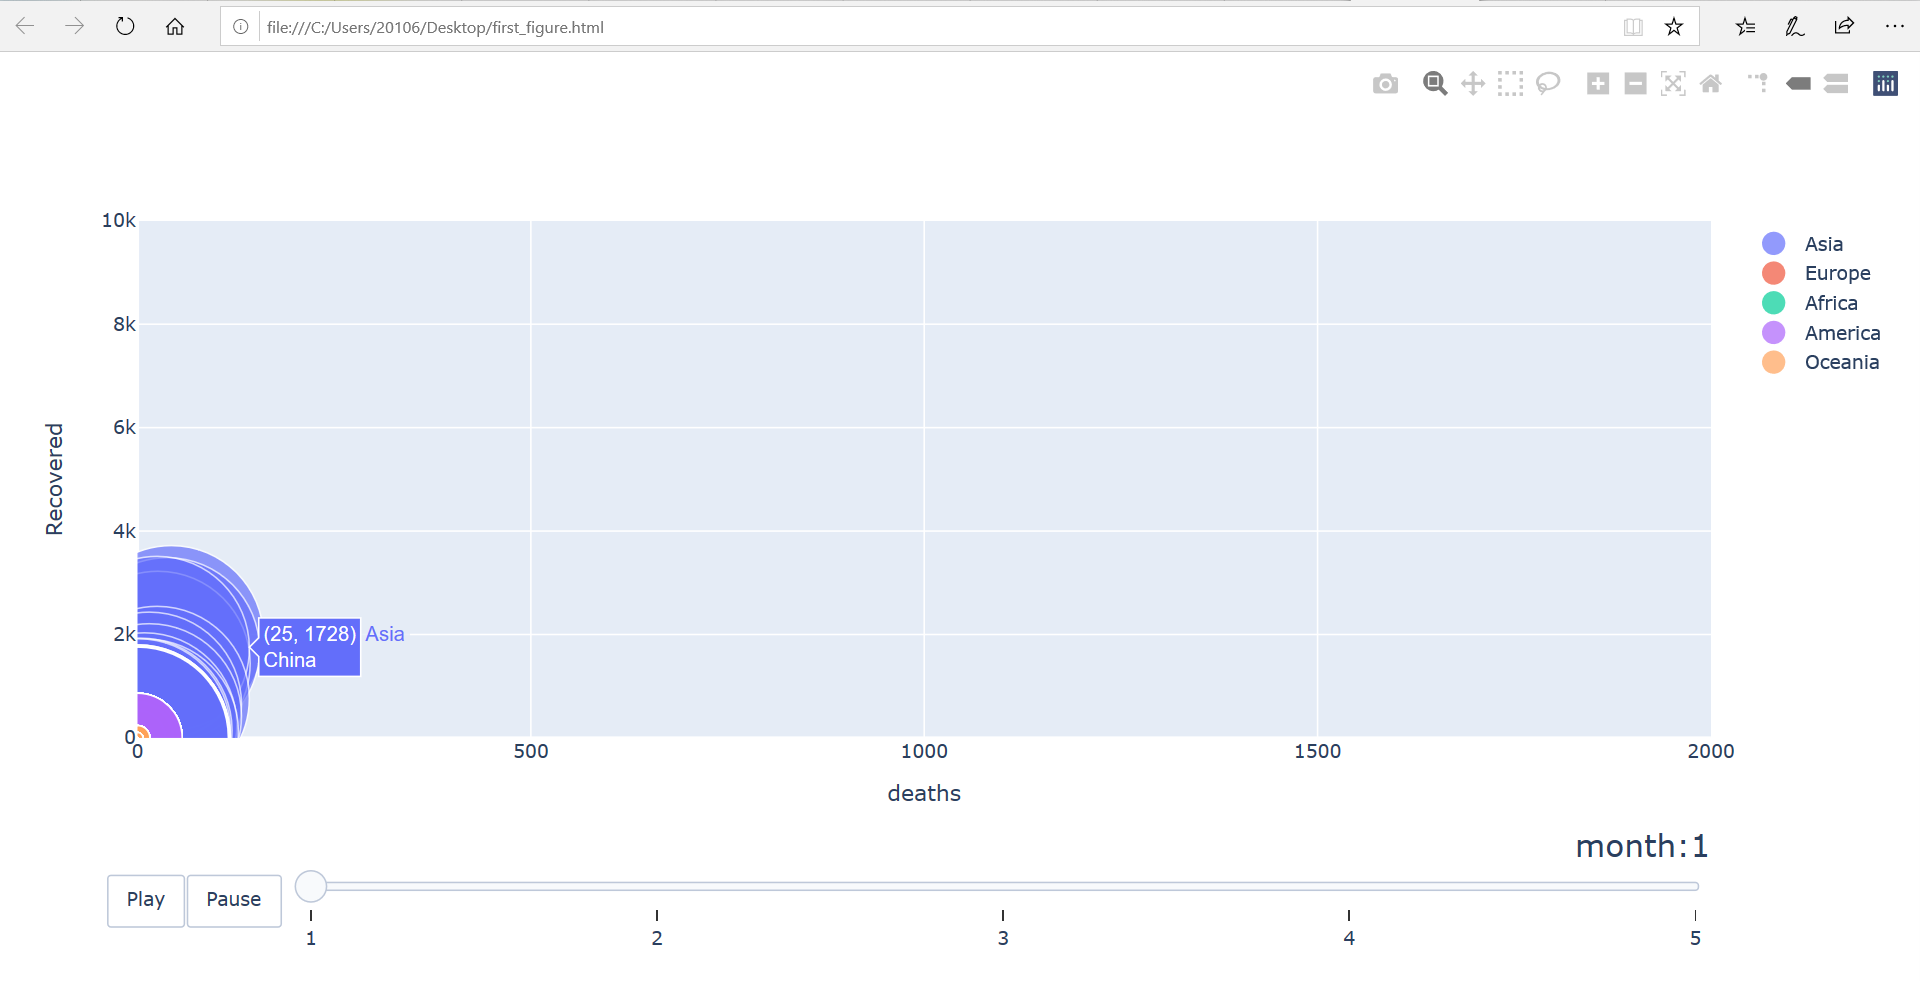 file:///C:/Users/20106/Desktop/first_figure.html
10k
8k
6k
4k
2k
0
Recovered
(25, 1728) Asia
China
0 500 1000 1500 2000
deaths
Asia
Europe
Africa
America
Oceania
month:1
Play Pause
1 2 3 4 5